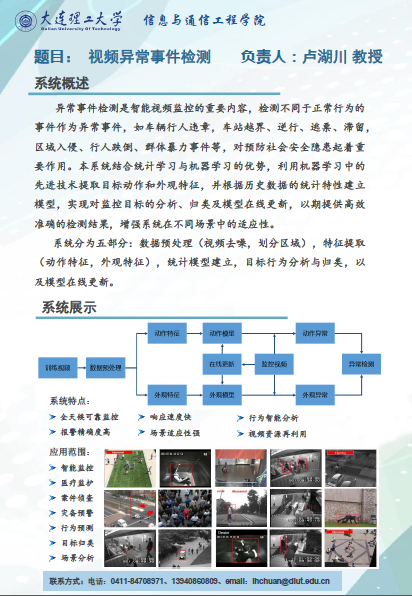 大连理工大学
Dalian University Of Technology
信息与通信工程学院
题目： 视频异常事件检测 负责人：卢湖川 教授
系统概述
异常事件检测是智能视频监控的重要内容，检测不同于正常行为的
事件作为异常事件，如车辆行人违章，车站越界、逆行、逃票、滞留，
区域入侵、行人跌倒、群体暴力事件等，对预防社会安全隐患起着重
要作用。本系统结合统计学习与机器学习的优势，利用机器学习中的
先进技术提取目标动作和外观特征，并根据历史数据的统计特性建立
模型，实现对监控目标的分析、归类及模型在线更新，以期提供高效
准确的检测结果，增强系统在不同场景中的适应性。
系统分为五部分：数据预处理（视频去噪，划分区域），特征提取
（动作特征，外观特征），统计模型建立，目标行为分析与归类，以
及模型在线更新。
系统展示
动作特征 动作模型 动作异常
训练视频 数据预处理 在线更新 监控视频 异常检测
外观特征 外观模型 外观异常
系统特点：
全天候可靠监控 响应速度快 行为智能分析
报警精确度高 场景适应性强 视频资源再利用
应用范围：
智能监控
医疗监护
案件侦查
灾备预警
行为预测
目标归类
场景分析
联系方式：电话：0411-84708971、13940860809、email：lhchuan@dlut.edu.cn